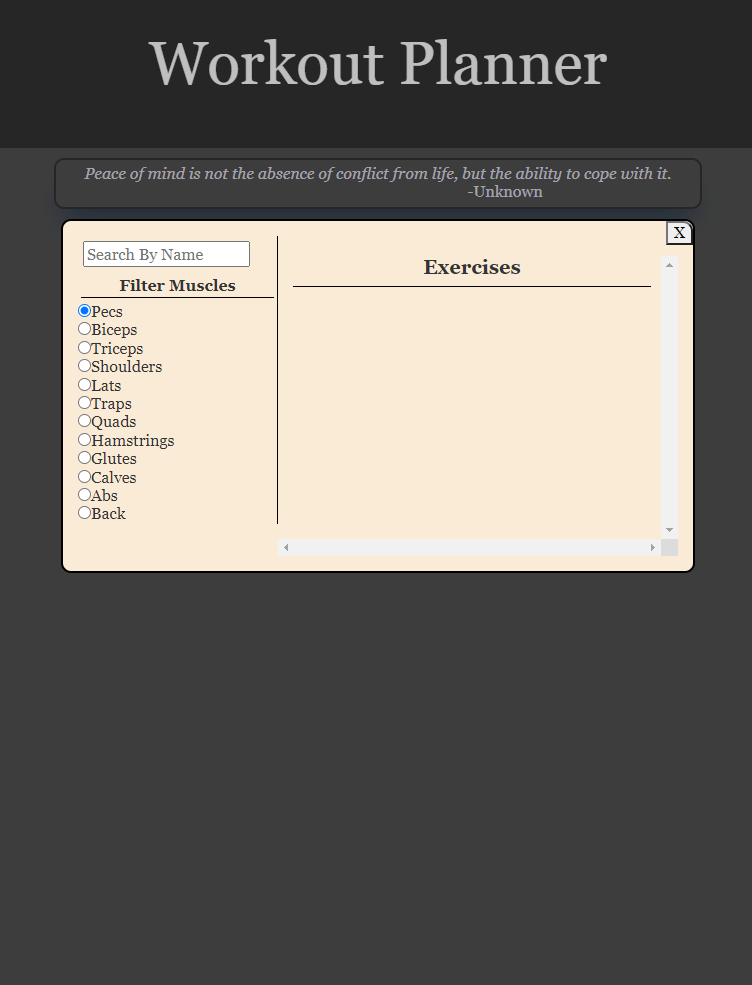 Workout Planner
Peace of mind is not the absence of conflict from life, but the ability to cope with it.
-Unknown
X
Search By Name
Filter Muscles
Pecs
Biceps
Triceps
Shoulders
Lats
Traps
Quads
Hamstrings
Glutes
Calves
Abs
Back
Exercises